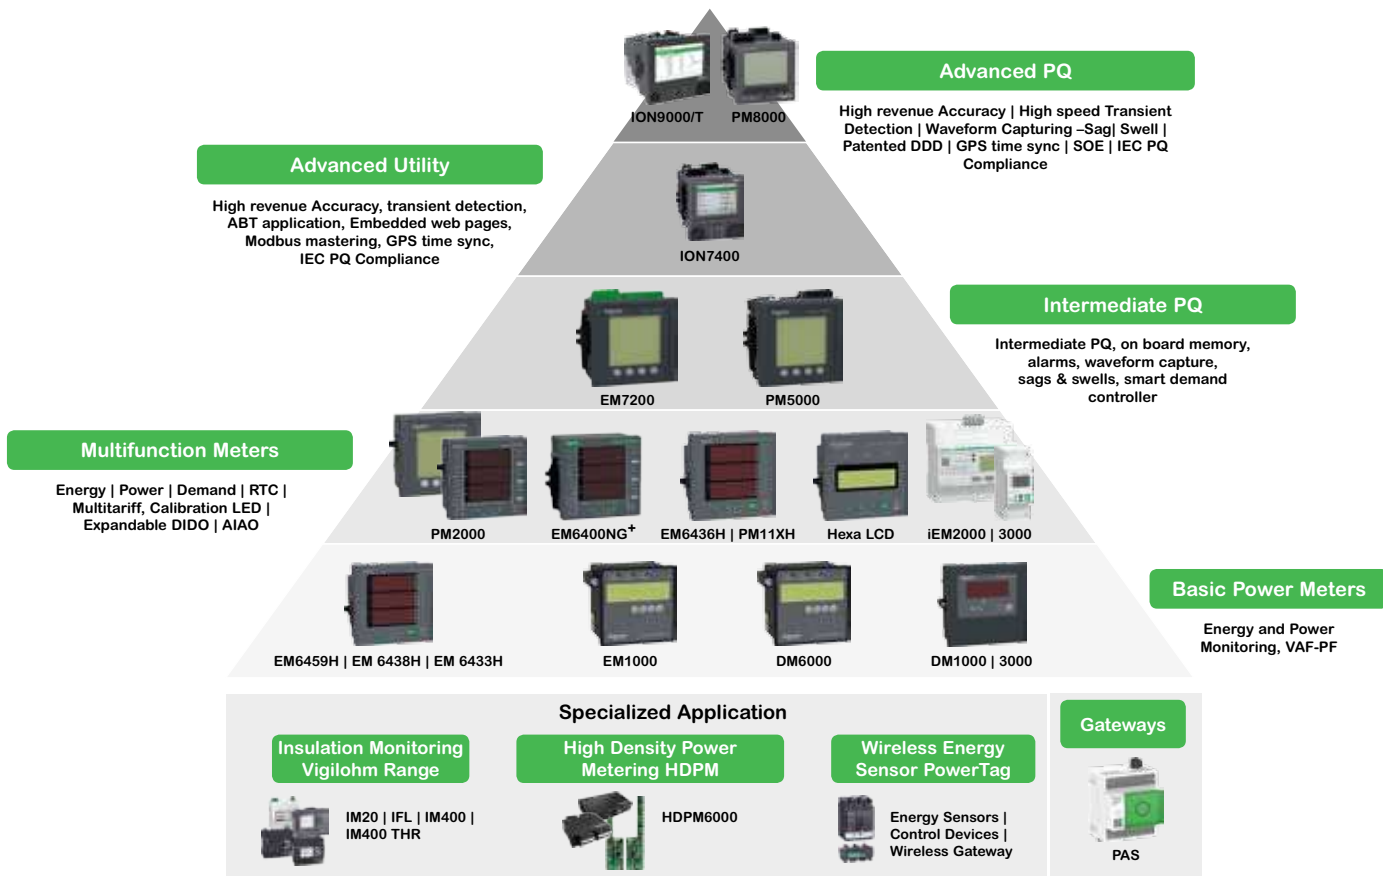 ION9000/T
PM8000
Advanced PQ
High revenue Accuracy | High speed Transient
Detection | Waveform Capturing –Sag| Swell |
Patented DDD | GPS time sync | SOE | IEC PQ
Compliance
Advanced Utility
High revenue Accuracy, transient detection,
ABT application, Embedded web pages,
Modbus mastering, GPS time sync,
IEC PQ Compliance
ION7400
Intermediate PQ
Intermediate PQ, on board memory,
alarms, waveform capture,
sags & swells, smart demand
controller
EM7200
PM5000
Multifunction Meters
Energy | Power | Demand | RTC |
Multitariff, Calibration LED |
Expandable DIDO | AIAO
PM2000
EM6400NG+
EM6436H | PM11XH
Hexa LCD
iEM2000 | 3000
Basic Power Meters
Energy and Power
Monitoring, VAF-PF
EM6459H | EM 6438H | EM 6433H
EM1000
DM6000
DM1000 | 3000
Specialized Application
Insulation Monitoring
Vigilohm Range
IM20 | IFL | IM400 |
IM400 THR
High Density Power
Metering HDPM
HDPM6000
Wireless Energy
Sensor PowerTag
Energy Sensors |
Control Devices |
Wireless Gateway
Gateways
PAS